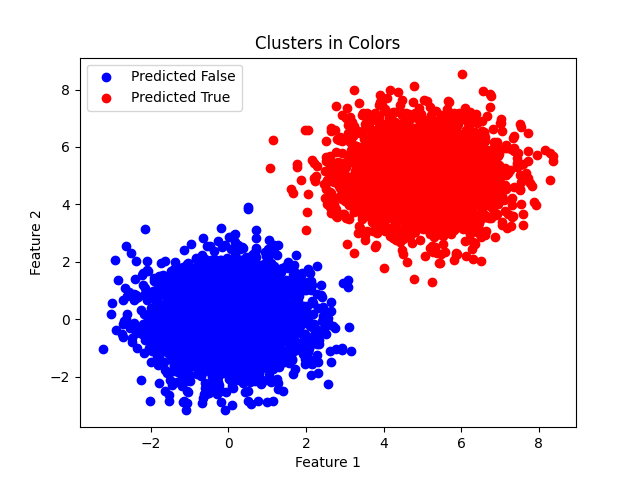 Clusters in Colors
Predicted False
Predicted True
8
6
4
2
0
−2
Feature 2
−2 0 2 4 6 8
Feature 1